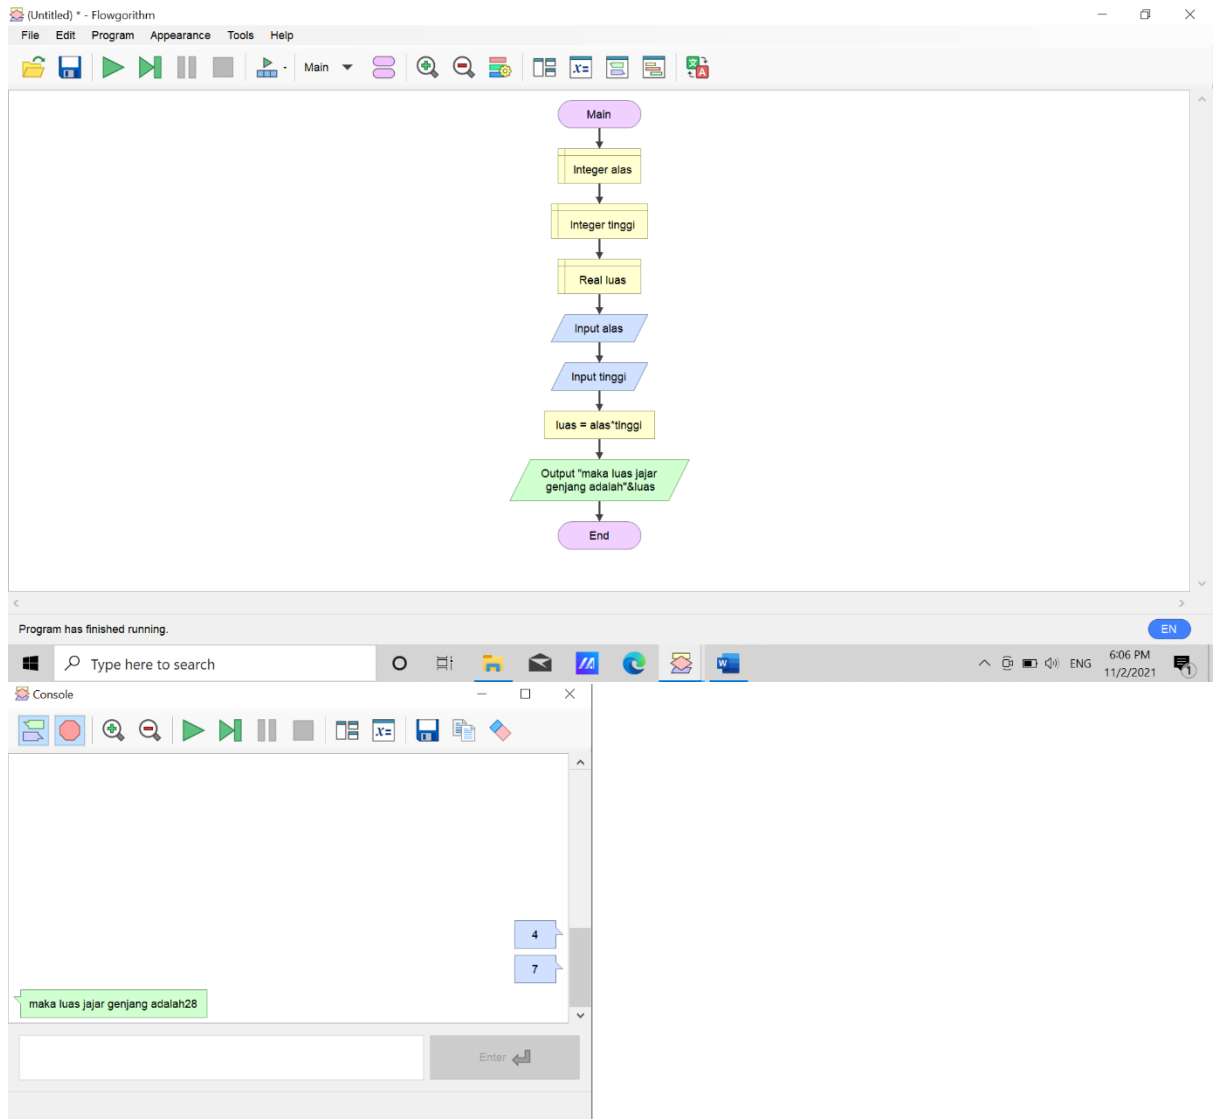 (Untitled) * - Flowgorithm
File Edit Program Appearance Tools Help
Main
Main
Integer alas
Integer tinggi
Real luas
Input alas
Input tinggi
luas = alas*tinggi
Output "maka luas jajar
genjang adalah"&luas
End
Program has finished running.
EN
Type here to search
ENG
6:06 PM
11/2/2021
1
Console
4
7
maka luas jajar genjang adalah28
Enter